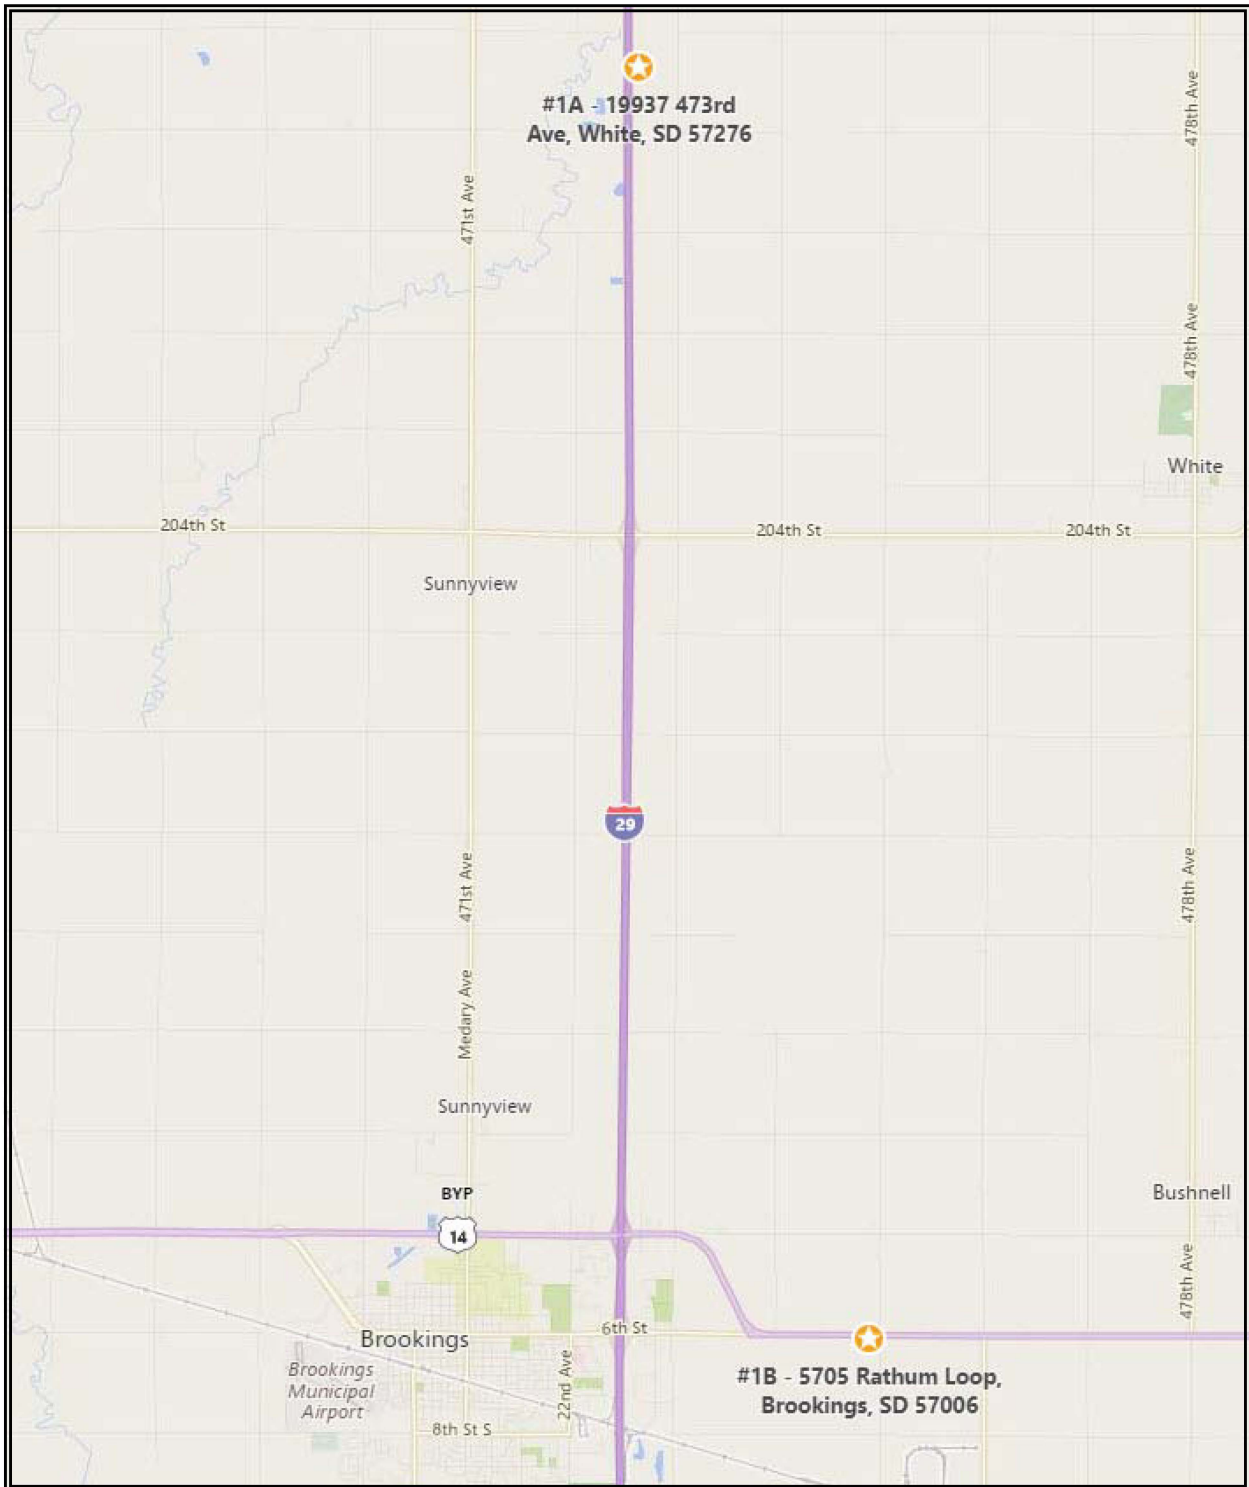 #1A - 19937 473rd
Ave, White, SD 57276
478th Ave
471st Ave
478th Ave
White
204th St
204th St
204th St
Sunnyview
29
471st Ave
478th Ave
Medary Ave
Sunnyview
BYP
14
Bushnell
478th Ave
6th St
Brookings
Brookings
Municipal
Airport
22nd Ave
#1B - 5705 Rathum Loop,
Brookings, SD 57006
8th St S